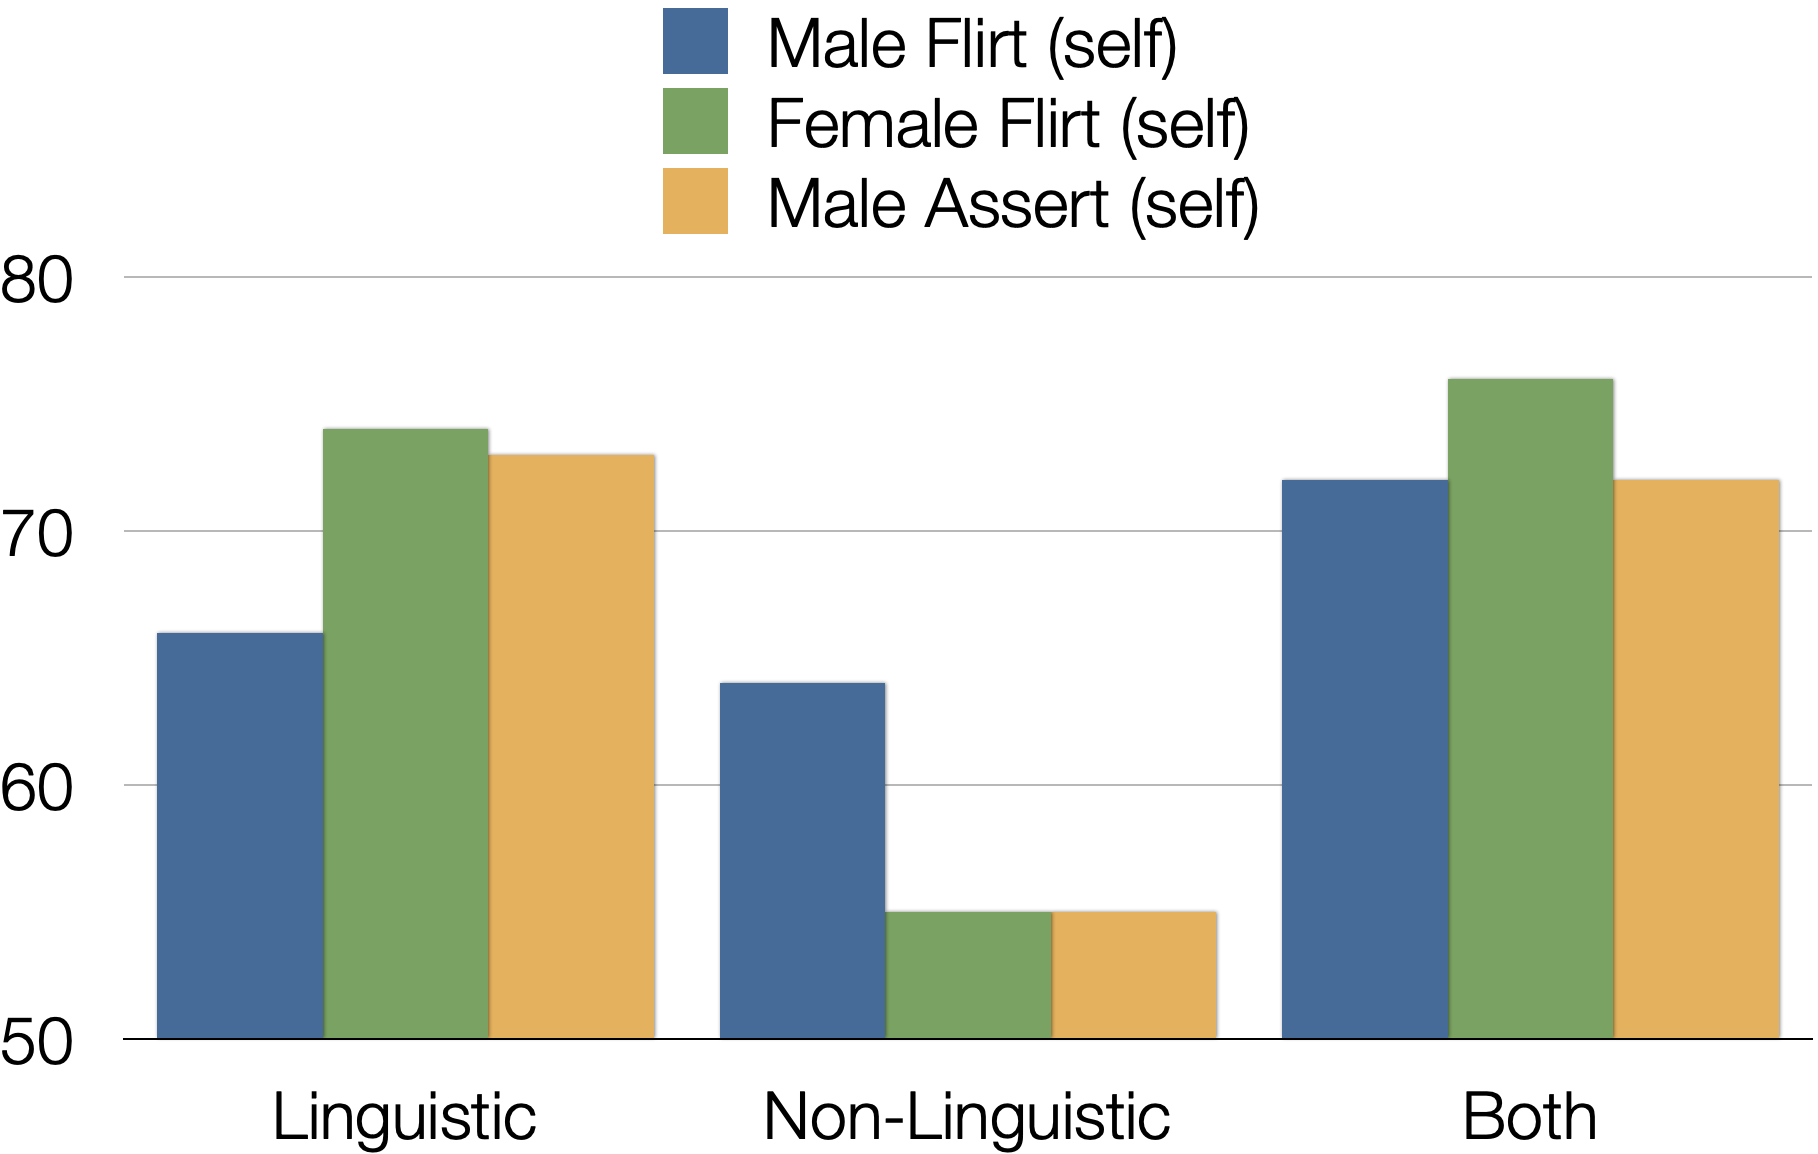 Male Flirt (self)
Female Flirt (self)
Male Assert (self)
80
70
60
50
Linguistic
Non-Linguistic
Both